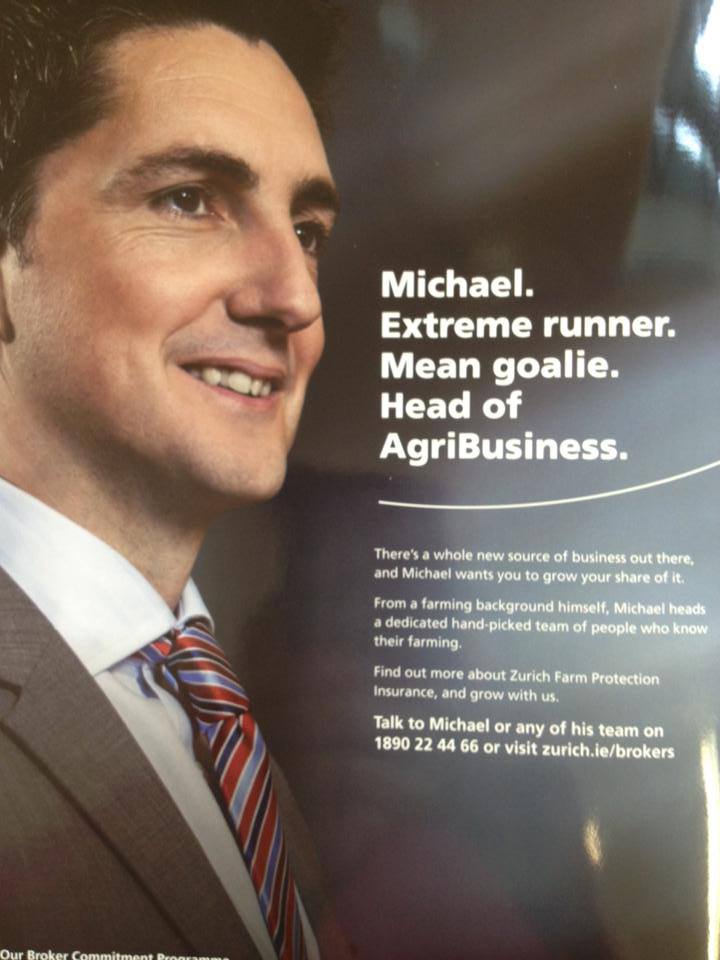 Michael.
Extreme runner.
Mean goalie.
Head of
AgriBusiness.
There's a whole new source of business out there,
and Michael wants you to grow your share of it.
From a farming background himself, Michael heads
a dedicated hand-picked team of people who know
their farming.
Find out more about Zurich Farm Protection
Insurance, and grow with us.
Talk to Michael or any of his team on
1890 22 44 66 or visit zurich.ie/brokers
Our Broker Commitment Programme